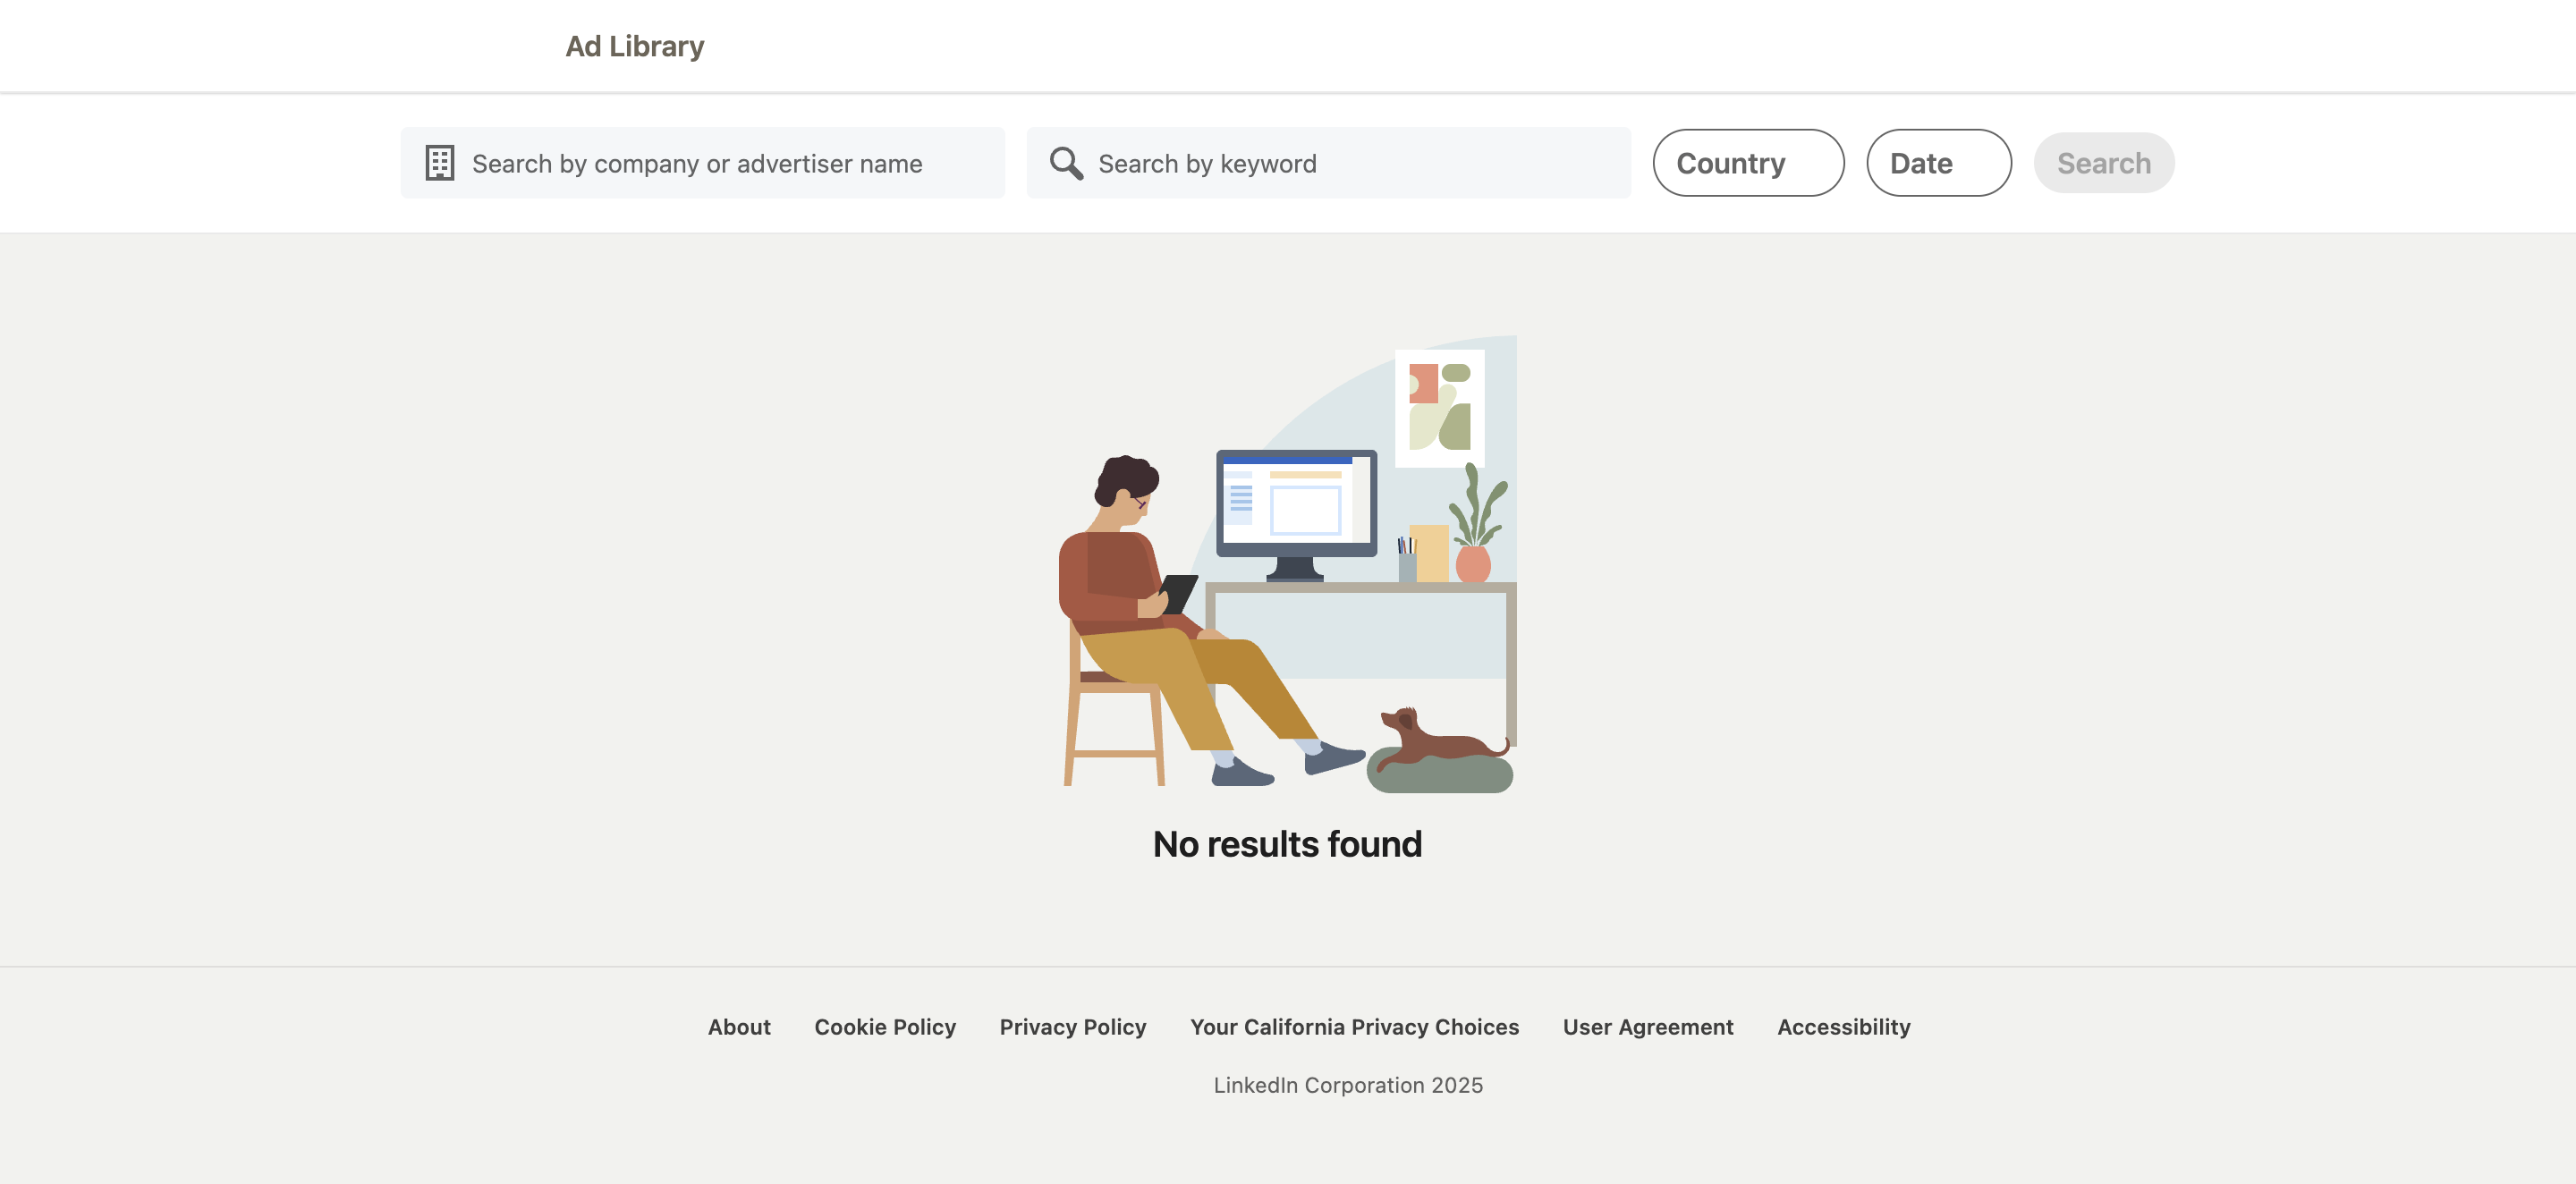 Ad Library
Search by company or advertiser name
Search by keyword
Country
Date
Search
No results found
About
Cookie Policy
Privacy Policy
Your California Privacy Choices
User Agreement
Accessibility
LinkedIn Corporation 2025